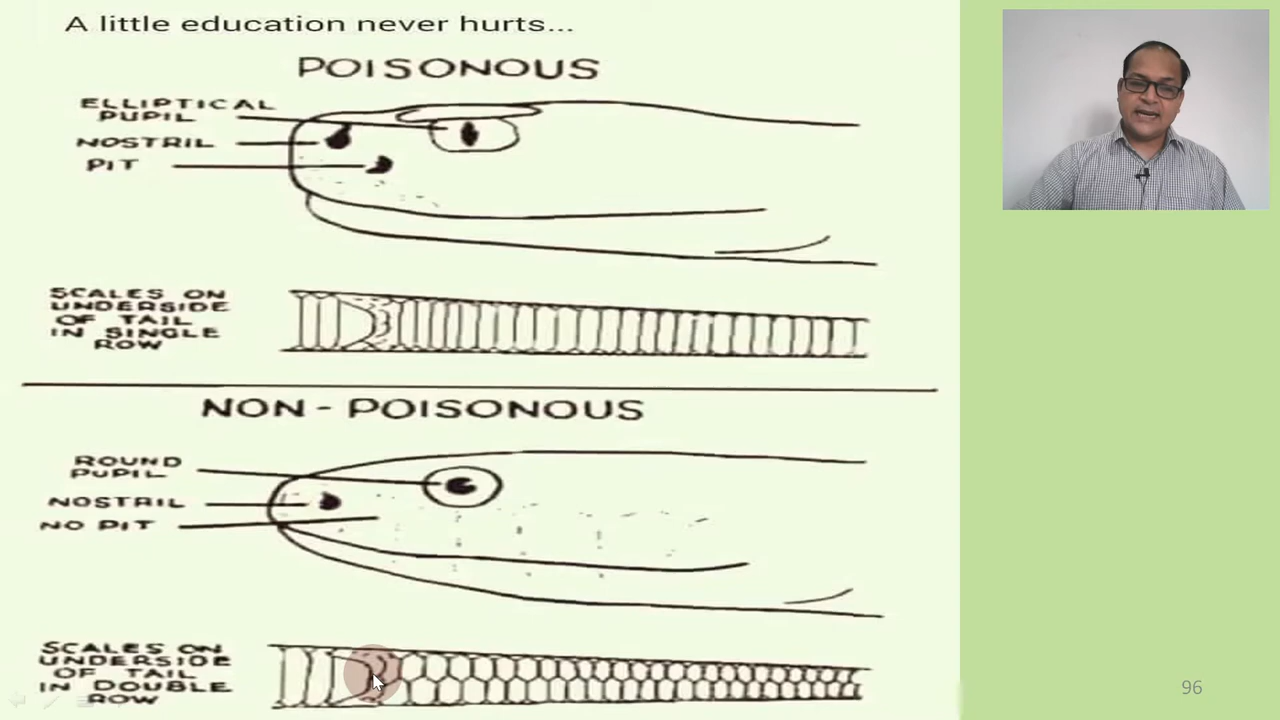 A little education never hurts...
POISONOUS
ELLIPTICAL
PUPIL
NOSTRIL
PIT
SCALES ON
UNDERSIDE
OF TAIL
IN SINGLE
ROW
NON - POISONOUS
ROUND
PUPIL
NOSTRIL
NO PIT
SCALES ON
UNDERSIDE
OF TAIL
IN DOUBLE
ROW
96